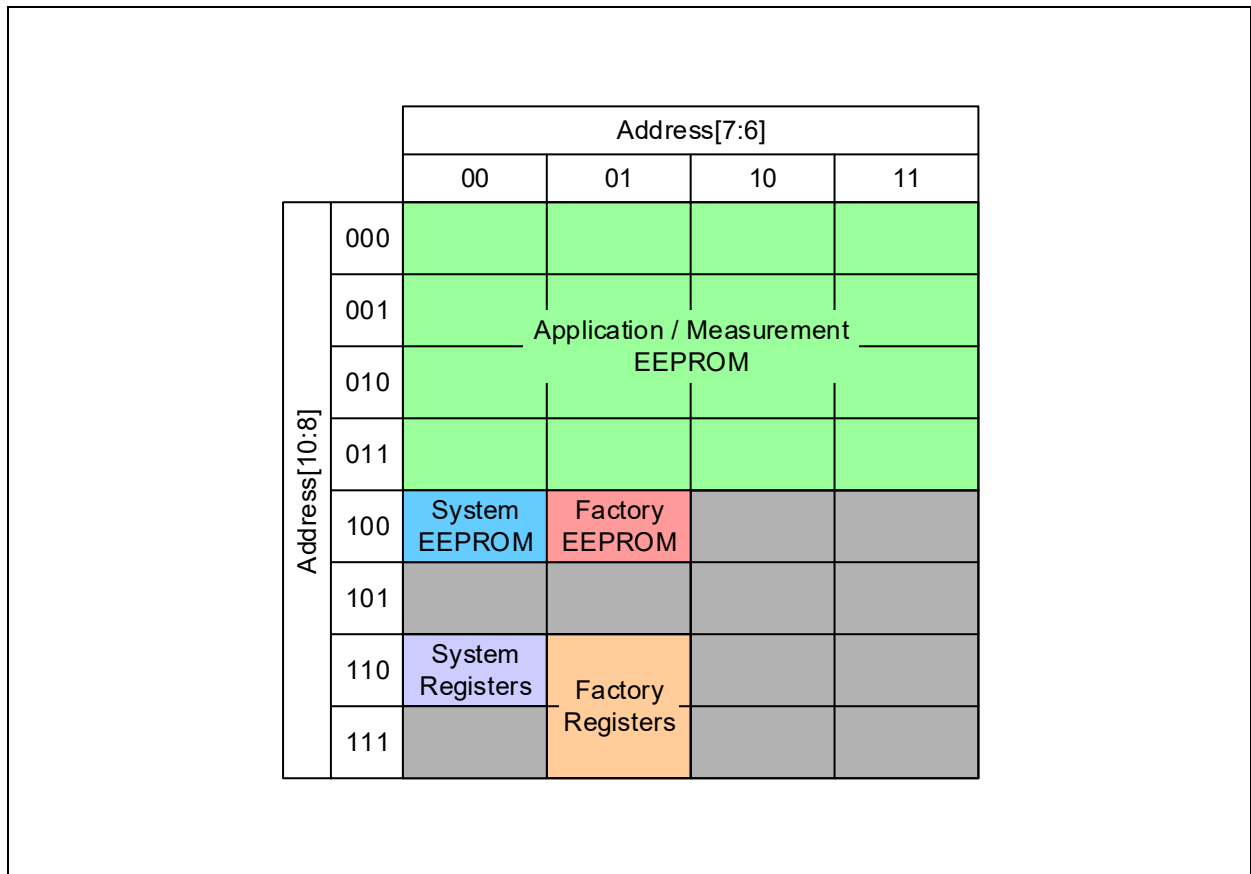 Address[7:6]
00 01 10 11
Address[10:8]
000
001
Application / Measurement
EEPROM
010
011
100
System
EEPROM
Factory
EEPROM
101
110
System
Registers
Factory
Registers
111